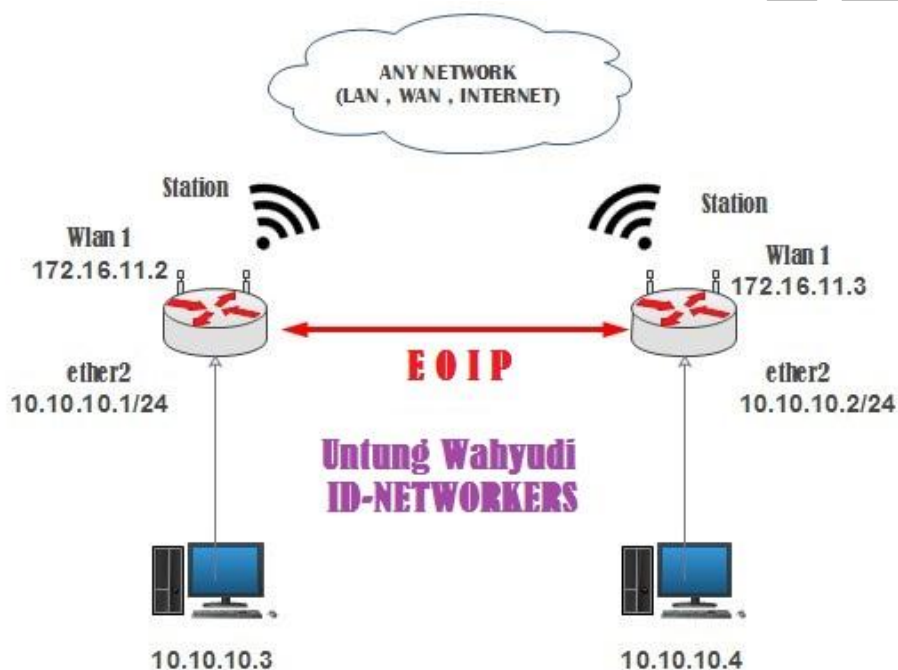 ANY NETWORK
(LAN , WAN , INTERNET)
Station
Station
Wlan 1
172.16.11.2
Wlan 1
172.16.11.3
EOIP
ether2
10.10.10.1/24
ether2
10.10.10.2/24
Untung Wahyudi
ID-NETWORKERS
10.10.10.3
10.10.10.4